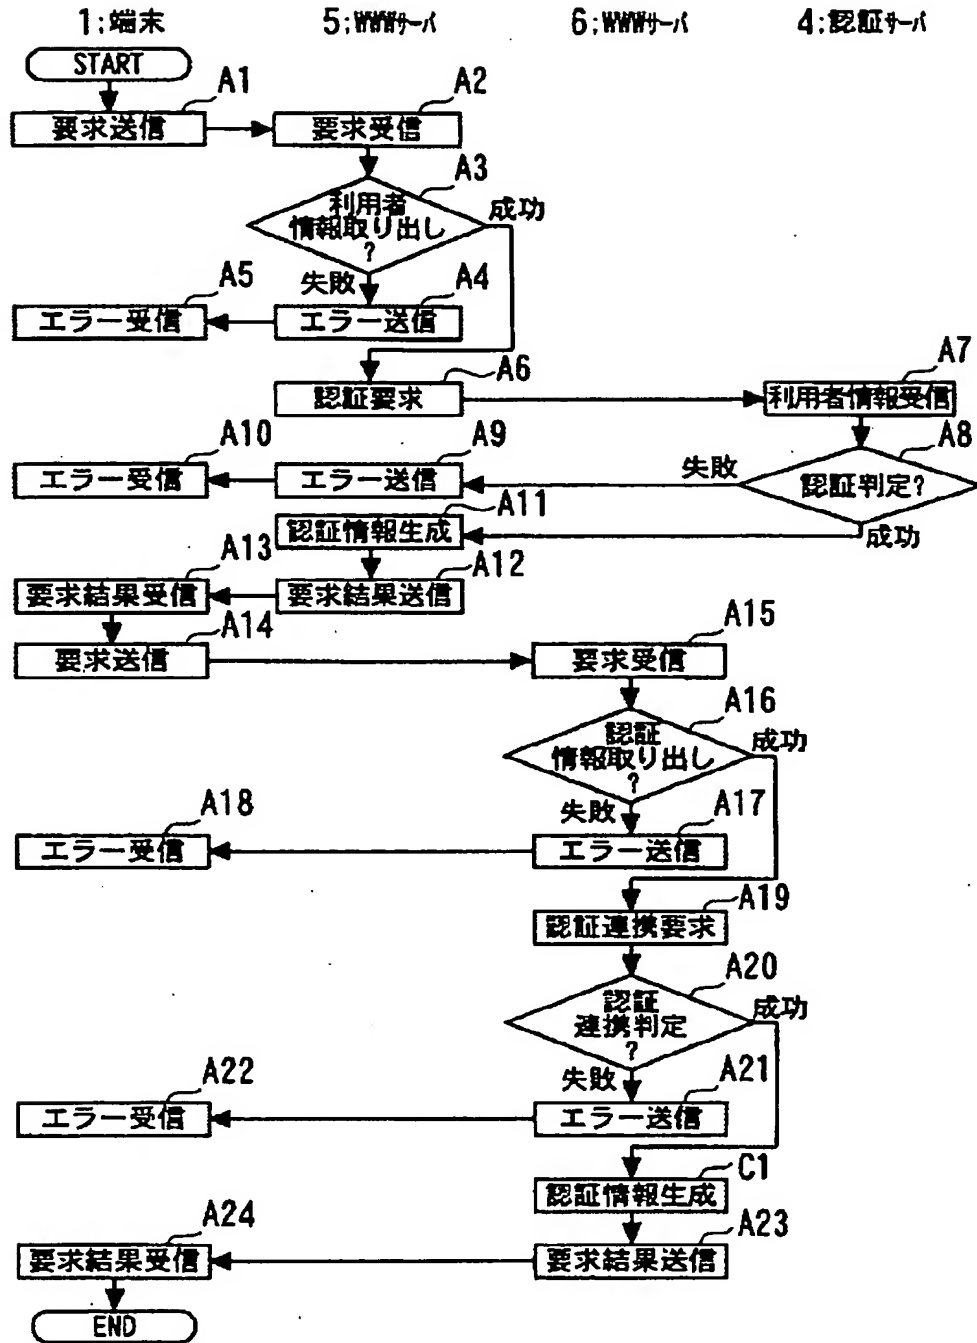 1;端末
5;WWWサーバ
6;WWWサーバ
4;認証サーバ
START
A1
A2
要求送信
要求受信
A3
利用者
情報取り出し
?
成功
失敗
A5
A4
エラー受信
エラー送信
A6
認証要求
A7
利用者情報受信
A8
認証判定?
失敗
成功
A10
A9
エラー受信
エラー送信
A11
認証情報生成
A13
A12
要求結果受信
要求結果送信
A14
要求送信
A15
要求受信
A16
認証
情報取り出し
?
成功
失敗
A18
A17
エラー受信
エラー送信
A19
認証連携要求
A20
認証
連携判定
?
成功
失敗
A22
A21
エラー受信
エラー送信
C1
認証情報生成
A24
A23
要求結果受信
要求結果送信
END